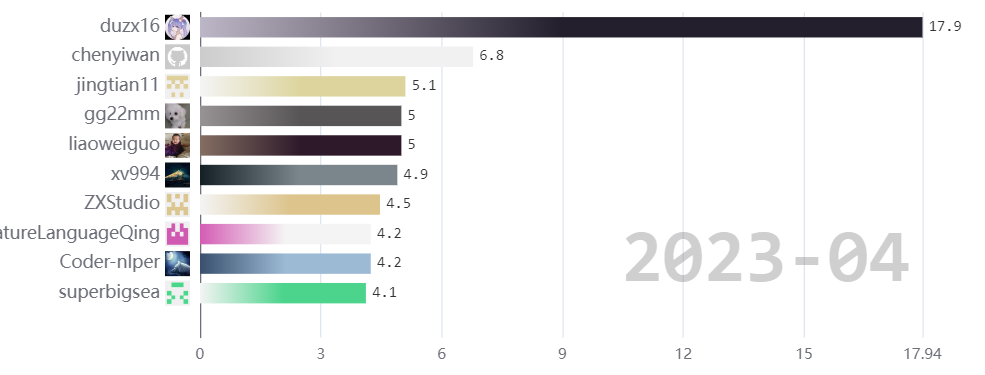 duzx16 17.9
chenyiwan 6.8
jingtian11 5.1
gg22mm 5
liaoweiguo 5
xv994 4.9
ZXStudio 4.5
atureLanguageQing 4.2
Coder-nlper 4.2
superbigsea 4.1
2023-04
0 3 6 9 12 15 17.94